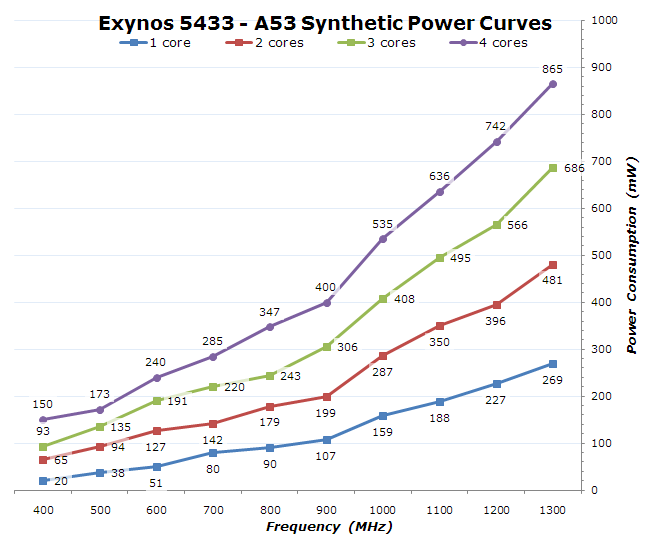 Exynos 5433 - A53 Synthetic Power Curves
1 core 2 cores 3 cores 4 cores
1000
900
800
700
600
500
400
300
200
100
0
Power Consumption (mW)
150 173 240 285 347 400 535 636 742 865
93 135 191 220 243 306 408 495 566 686
65 94 127 142 179 199 287 350 396 481
20 38 51 80 90 107 159 188 227 269
400 500 600 700 800 900 1000 1100 1200 1300
Frequency (MHz)